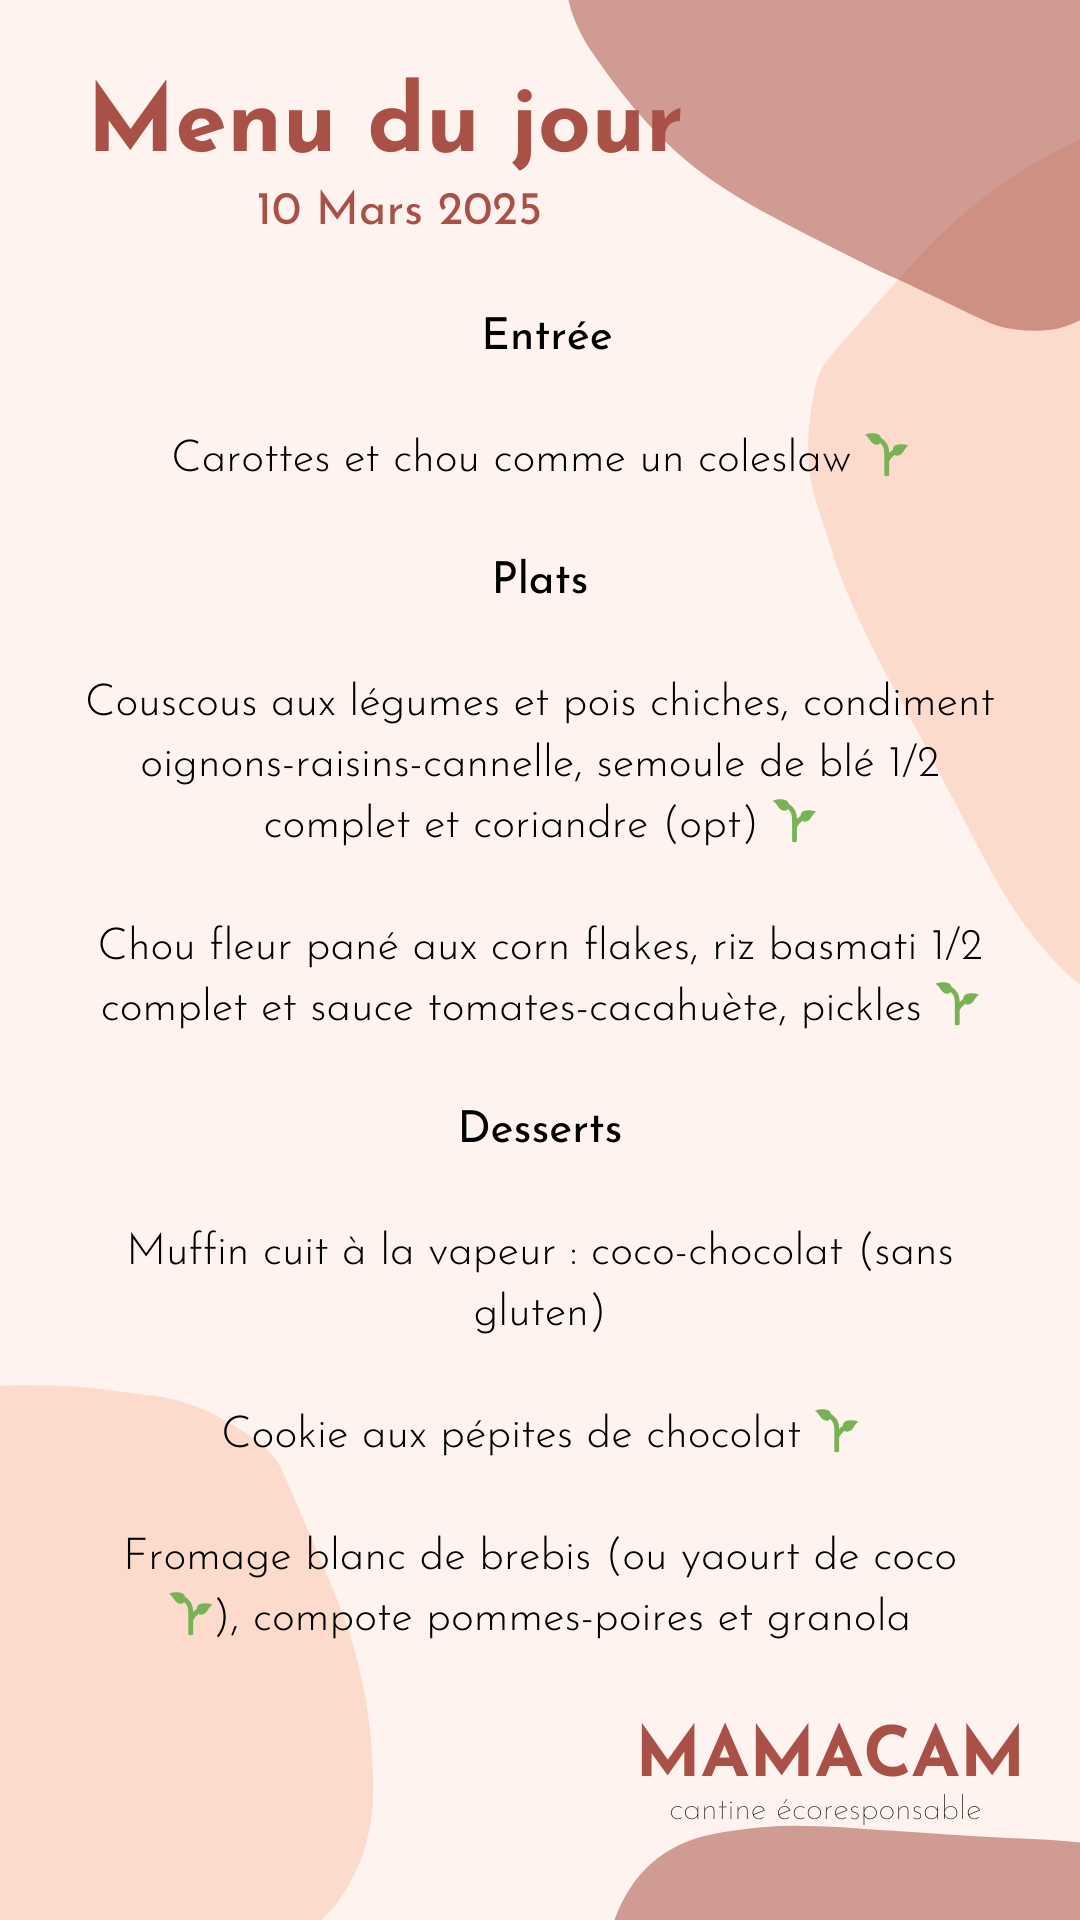 Menu du jour
10 Mars 2025
Entrée
Carottes et chou comme un coleslaw 🌱
Plats
Couscous aux légumes et pois chiches, condiment
oignons-raisins-cannelle, semoule de blé 1/2
complet et coriandre (opt) 🌱
Chou fleur pané aux corn flakes, riz basmati 1/2
complet et sauce tomates-cacahuète, pickles 🌱
Desserts
Muffin cuit à la vapeur : coco-chocolat (sans
gluten)
Cookie aux pépites de chocolat 🌱
Fromage blanc de brebis (ou yaourt de coco
🌱), compote pommes-poires et granola
MAMACAM
cantine écoresponsable